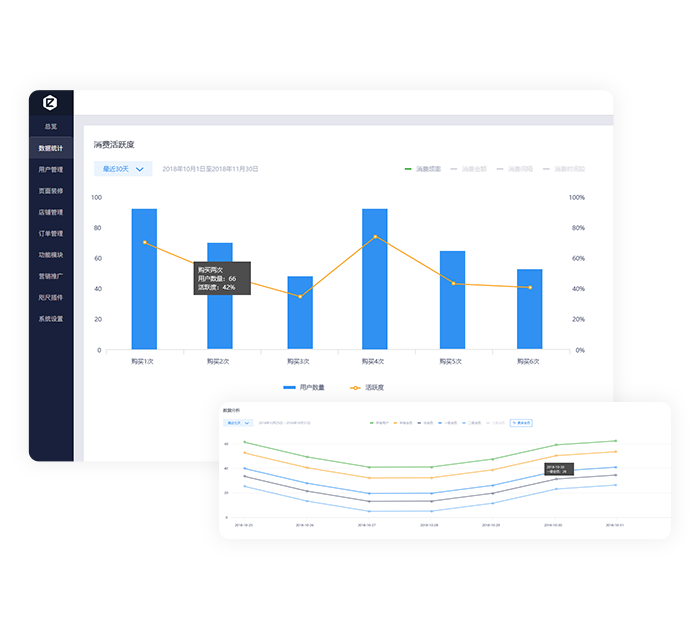 总览
数据统计
用户管理
页面装修
店铺管理
订单管理
功能模块
营销推广
咫尺插件
系统设置
消费活跃度
最近30天 2018年10月1日至2018年11月30日 消费频率 消费金额 消费间隔 消费时间段
100 100%
80 80%
60 60%
40 40%
20 20%
0 0%
购买两次
用户数量：66
活跃度：42%
购买1次 购买2次 购买3次 购买4次 购买5次 购买6次
用户数量 活跃度
数据分析
2018-10-30
2018-10-25 2018-10-26 2018-10-27 2018-10-28 2018-10-29 2018-10-30 2018-10-31